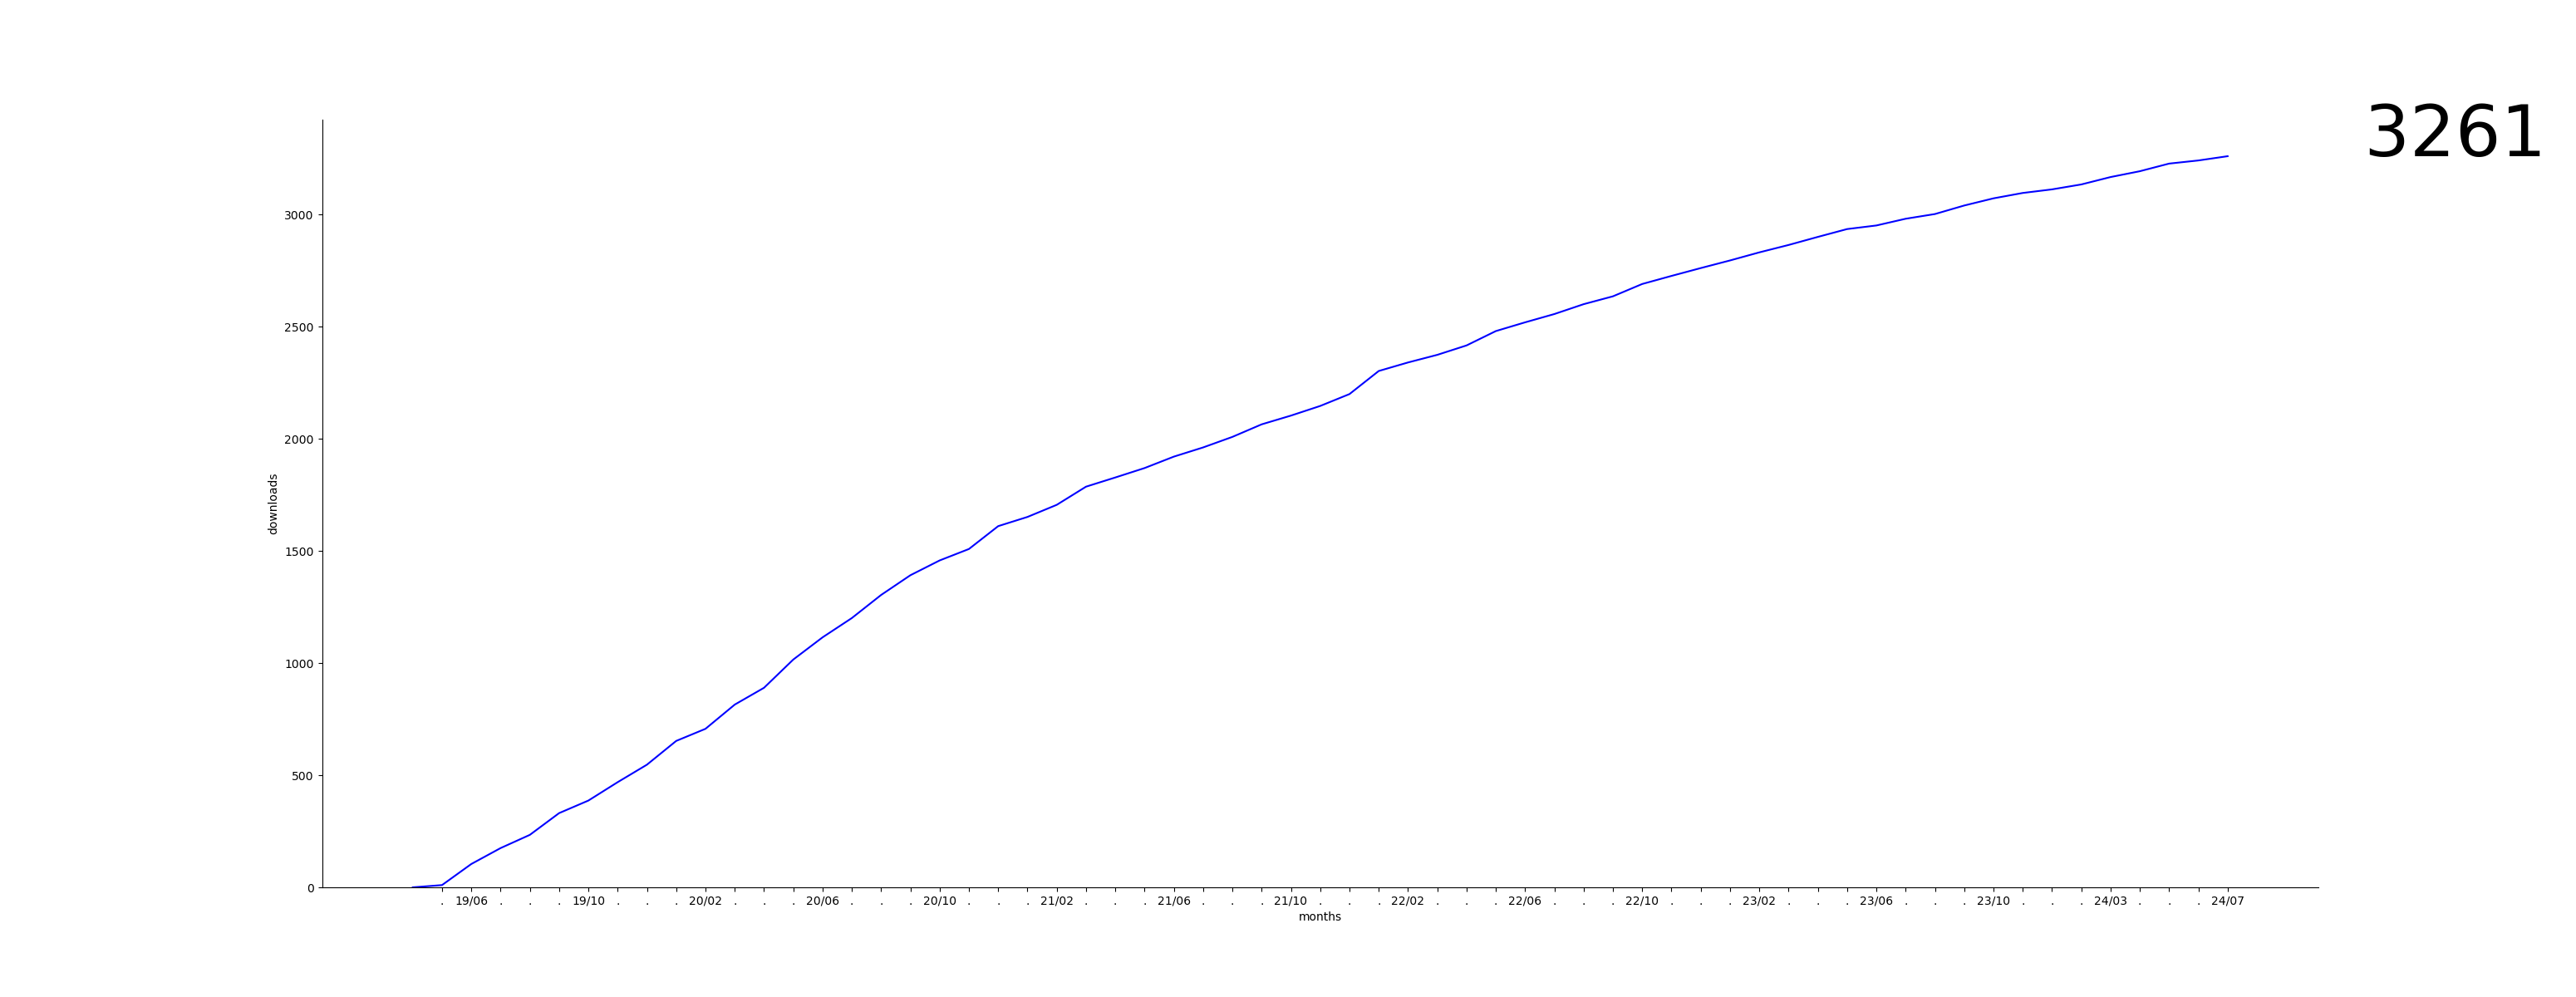 3261
3000
2500
2000
1500
1000
500
0
downloads
. 19/06 . . . 19/10 . . . 20/02 . . . 20/06 . . . 20/10 . . . 21/02 . . . 21/06 . . . 21/10 . . . 22/02 . . . 22/06 . . . 22/10 . . . 23/02 . . . 23/06 . . . 23/10 . . . 24/03 . . . 24/07
months